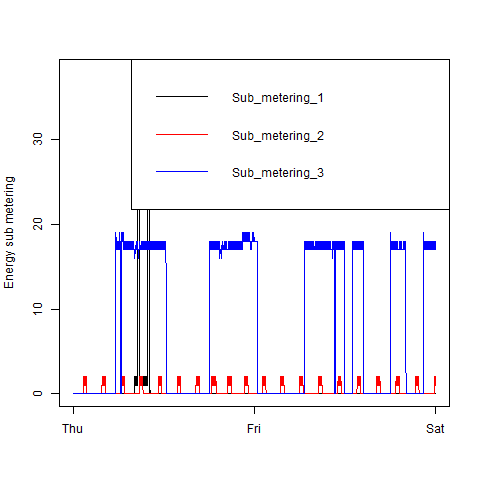 Sub_metering_1
Sub_metering_2
Sub_metering_3
Energy sub metering
30
20
10
0
Thu
Fri
Sat